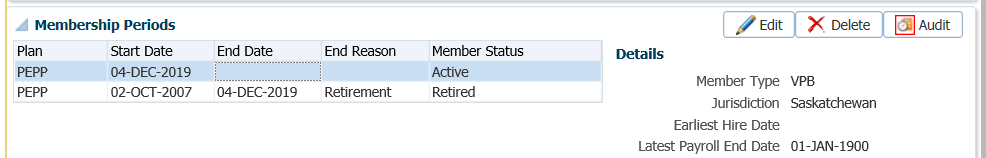 Membership Periods
Edit Delete Audit
Plan Start Date End Date End Reason Member Status
PEPP 04-DEC-2019 Active
PEPP 02-OCT-2007 04-DEC-2019 Retirement Retired
Details
Member Type VPB
Jurisdiction Saskatchewan
Earliest Hire Date
Latest Payroll End Date 01-JAN-1900